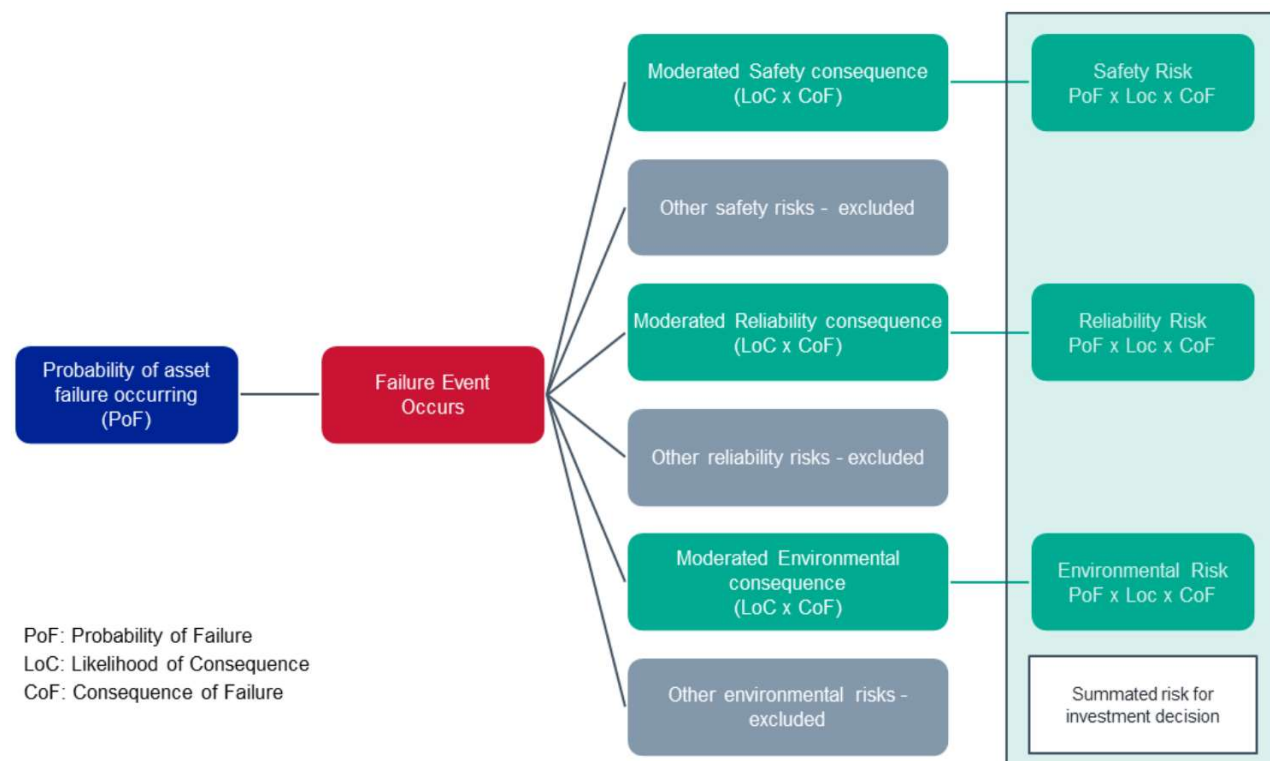 Probability of asset
failure occurring
(PoF)
Failure Event
Occurs
Moderated Safety consequence
(LoC x CoF)
Safety Risk
PoF x Loc x CoF
Other safety risks - excluded
Moderated Reliability consequence
(LoC x CoF)
Reliability Risk
PoF x Loc x CoF
Other reliability risks - excluded
Moderated Environmental
consequence
(LoC x CoF)
Environmental Risk
PoF x Loc x CoF
Other environmental risks -
excluded
Summated risk for
investment decision
PoF: Probability of Failure
LoC: Likelihood of Consequence
CoF: Consequence of Failure